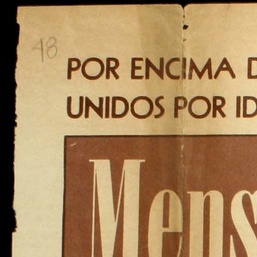 48
POR ENCIMA D
UNIDOS POR ID
Mens